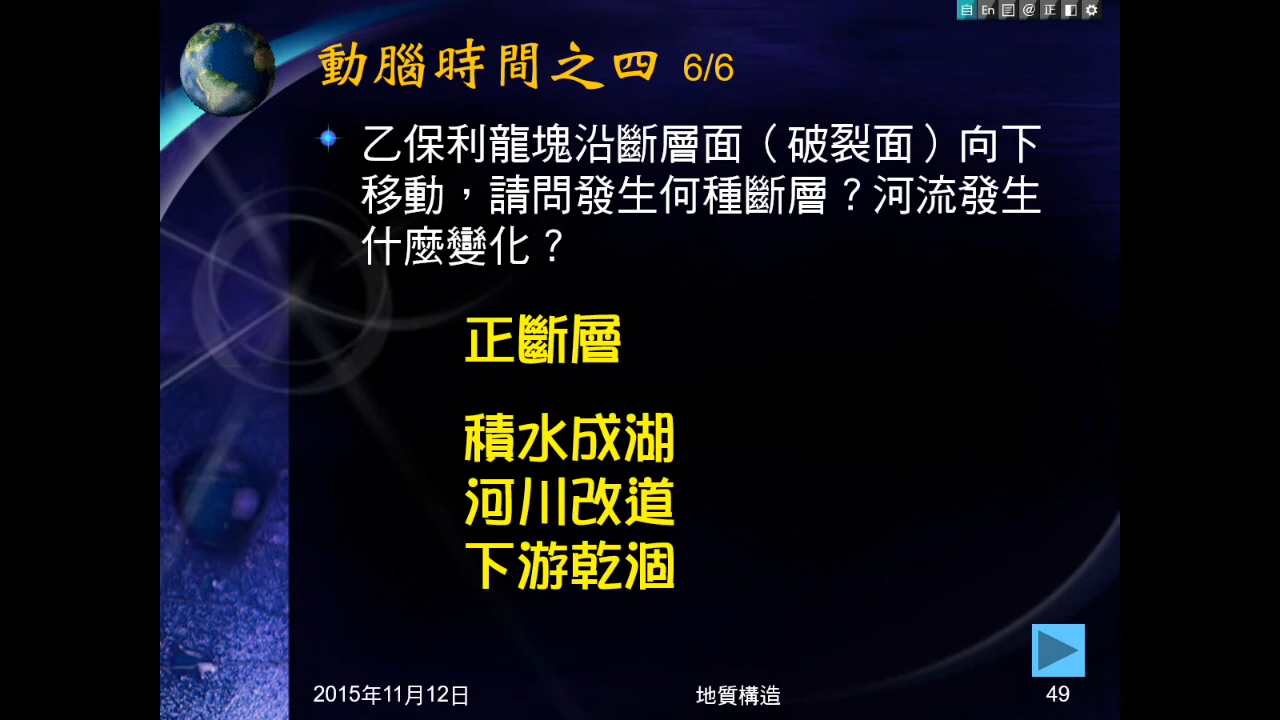 自 En @ 正
動腦時間之四 6/6
乙保利龍塊沿斷層面（破裂面）向下
移動，請問發生何種斷層？河流發生
什麼變化？
正斷層
積水成湖
河川改道
下游乾涸
2015年11月12日 地質構造 49